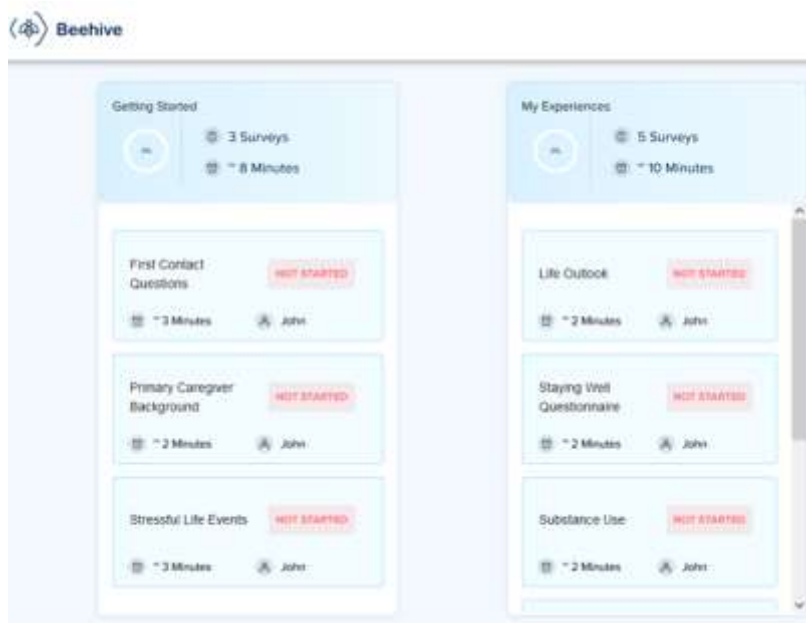 Beehive
Getting Started
3 Surveys
~ 8 Minutes
First Contact
Questions
NOT STARTED
~ 3 Minutes
John
Primary Caregiver
Background
NOT STARTED
~ 2 Minutes
John
Stressful Life Events
NOT STARTED
~ 3 Minutes
John
My Experiences
5 Surveys
~ 10 Minutes
Life Outlook
NOT STARTED
~ 2 Minutes
John
Staying Well
Questionnaire
NOT STARTED
~ 2 Minutes
John
Substance Use
NOT STARTED
~ 2 Minutes
John